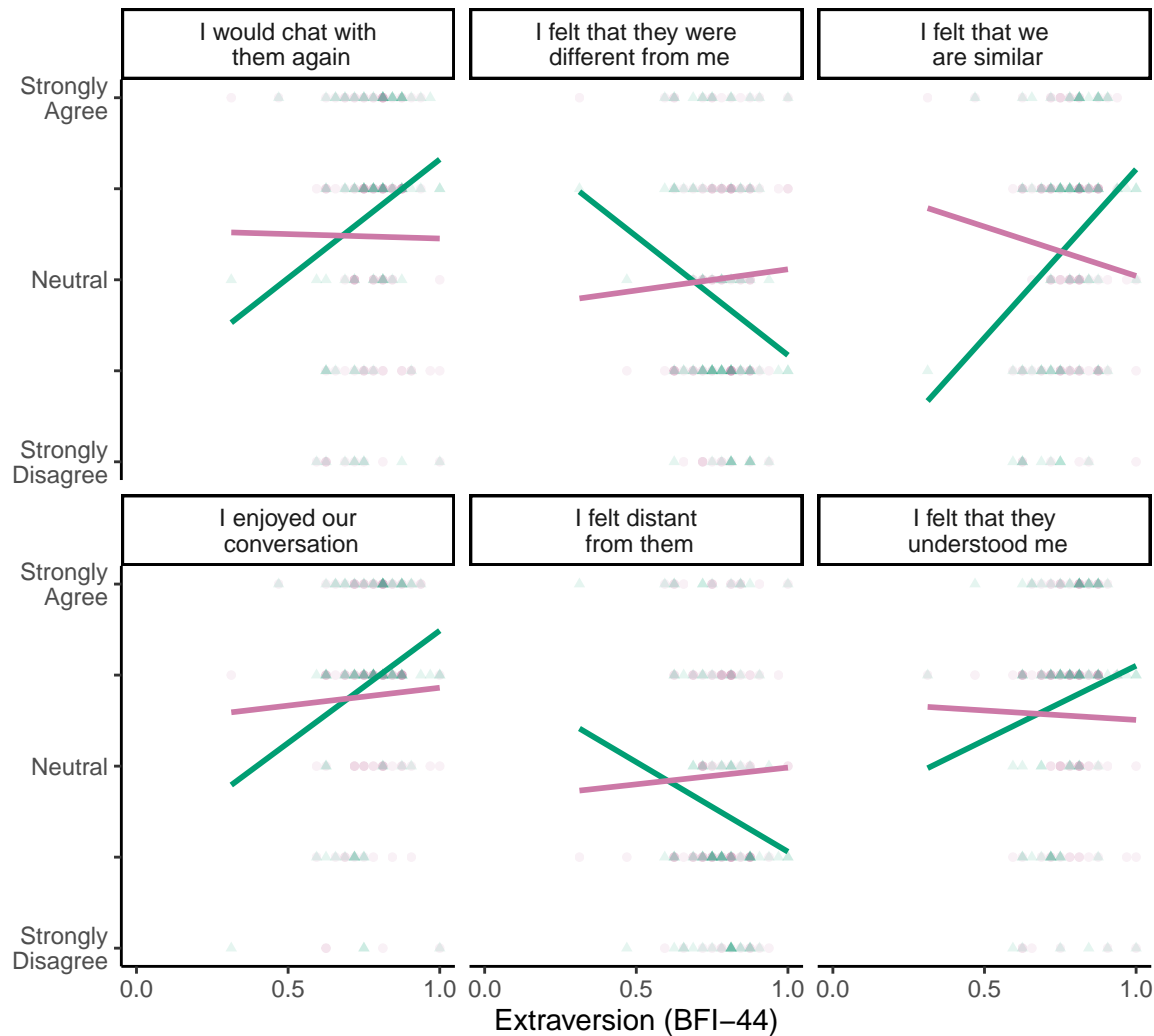 I would chat with
them again
I felt that they were
different from me
I felt that we
are similar
Strongly
Agree
Neutral
Strongly
Disagree
I enjoyed our
conversation
I felt distant
from them
I felt that they
understood me
Strongly
Agree
Neutral
Strongly
Disagree
0.0 0.5 1.0 0.0 0.5 1.0 0.0 0.5 1.0
Extraversion (BFI−44)